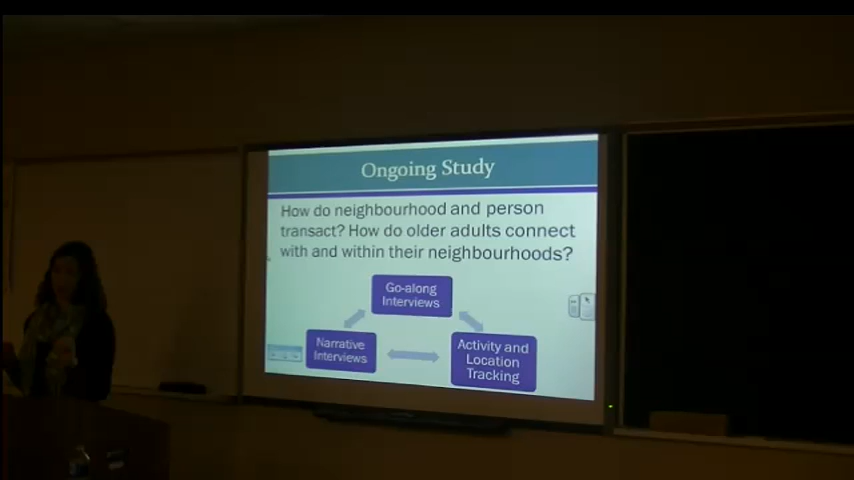 Ongoing Study
How do neighbourhood and person
transact? How do older adults connect
with and within their neighbourhoods?
Go-along
Interviews
Narrative
Interviews
Activity and
Location
Tracking